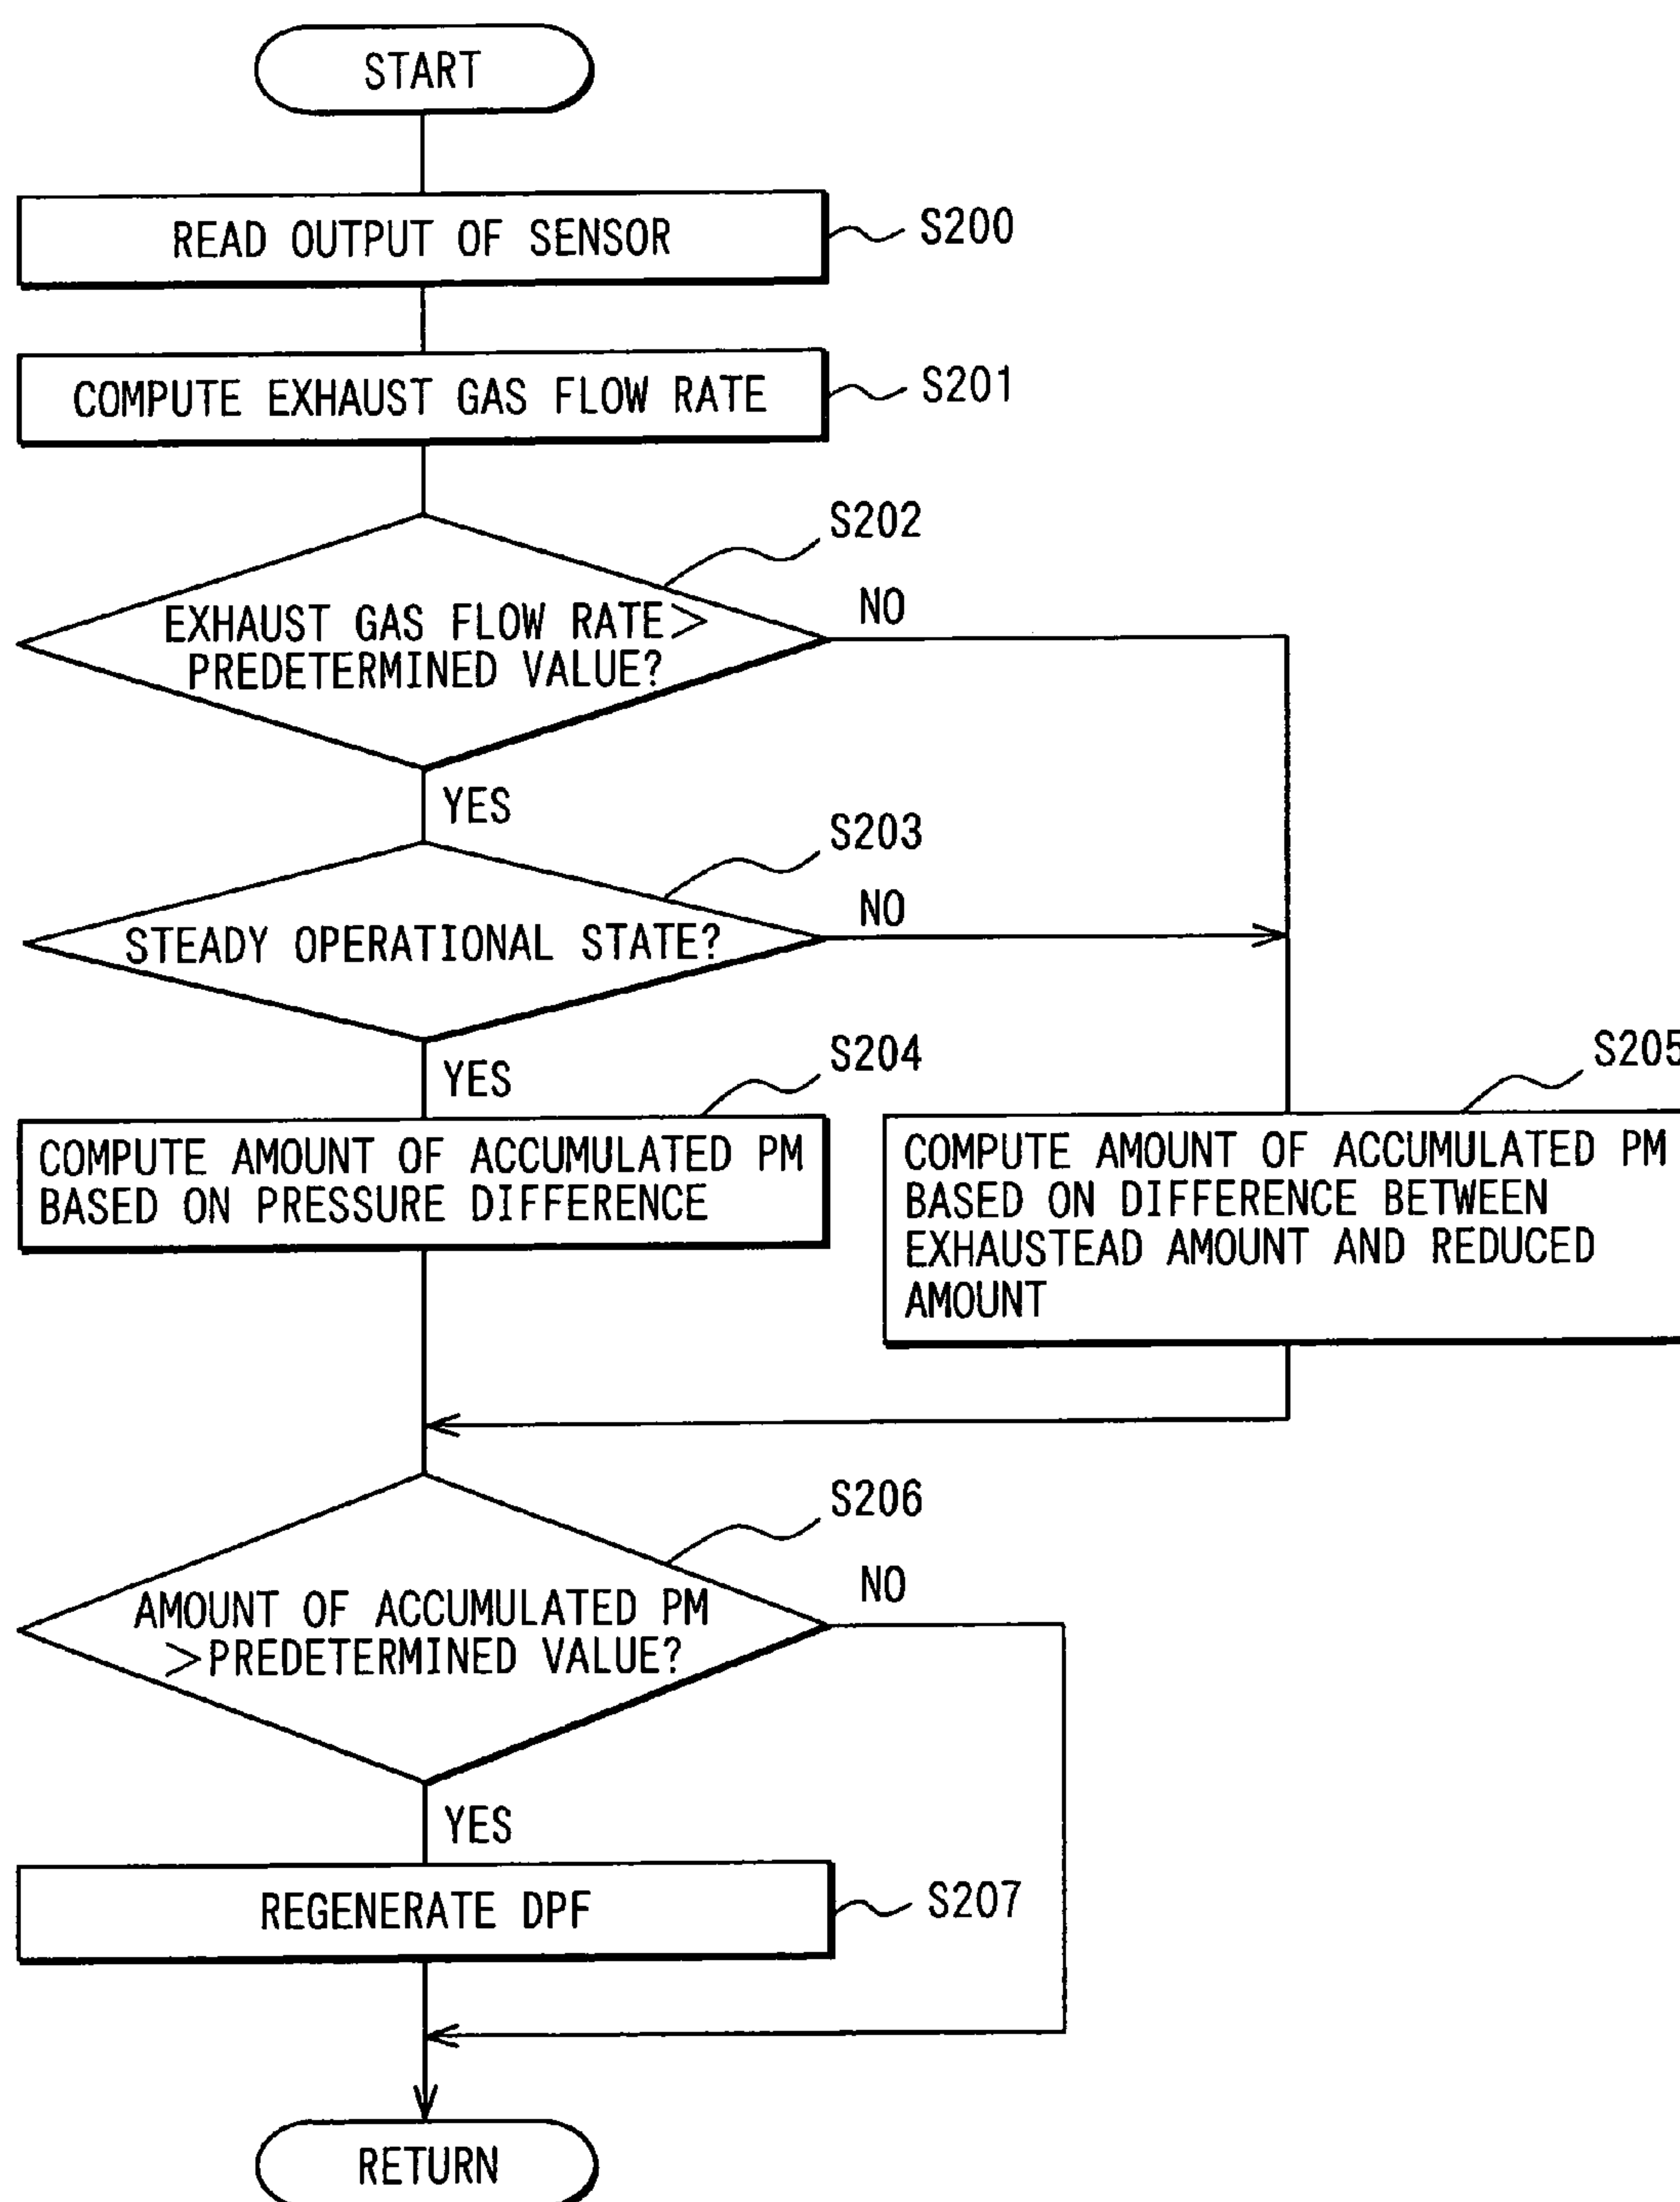 START
READ OUTPUT OF SENSOR
S200
COMPUTE EXHAUST GAS FLOW RATE
S201
S202
EXHAUST GAS FLOW RATE>
PREDETERMINED VALUE?
NO
YES
S203
STEADY OPERATIONAL STATE?
NO
YES
S204
COMPUTE AMOUNT OF ACCUMULATED PM
BASED ON PRESSURE DIFFERENCE
S205
COMPUTE AMOUNT OF ACCUMULATED PM
BASED ON DIFFERENCE BETWEEN
EXHAUSTEAD AMOUNT AND REDUCED
AMOUNT
S206
AMOUNT OF ACCUMULATED PM
>PREDETERMINED VALUE?
NO
YES
REGENERATE DPF
S207
RETURN